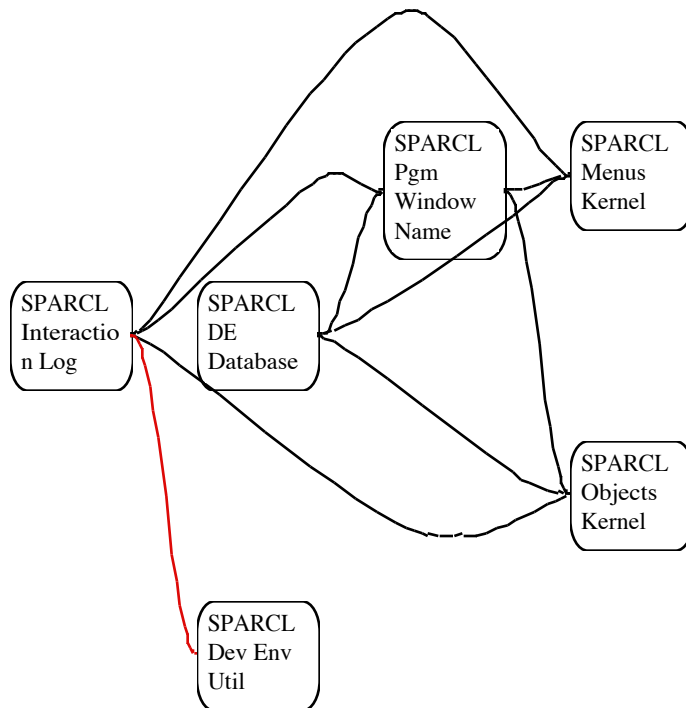 SPARCL
Pgm
Window
Name
SPARCL
Menus
Kernel
SPARCL
Interactio
n Log
SPARCL
DE
Database
SPARCL
Objects
Kernel
SPARCL
Dev Env
Util